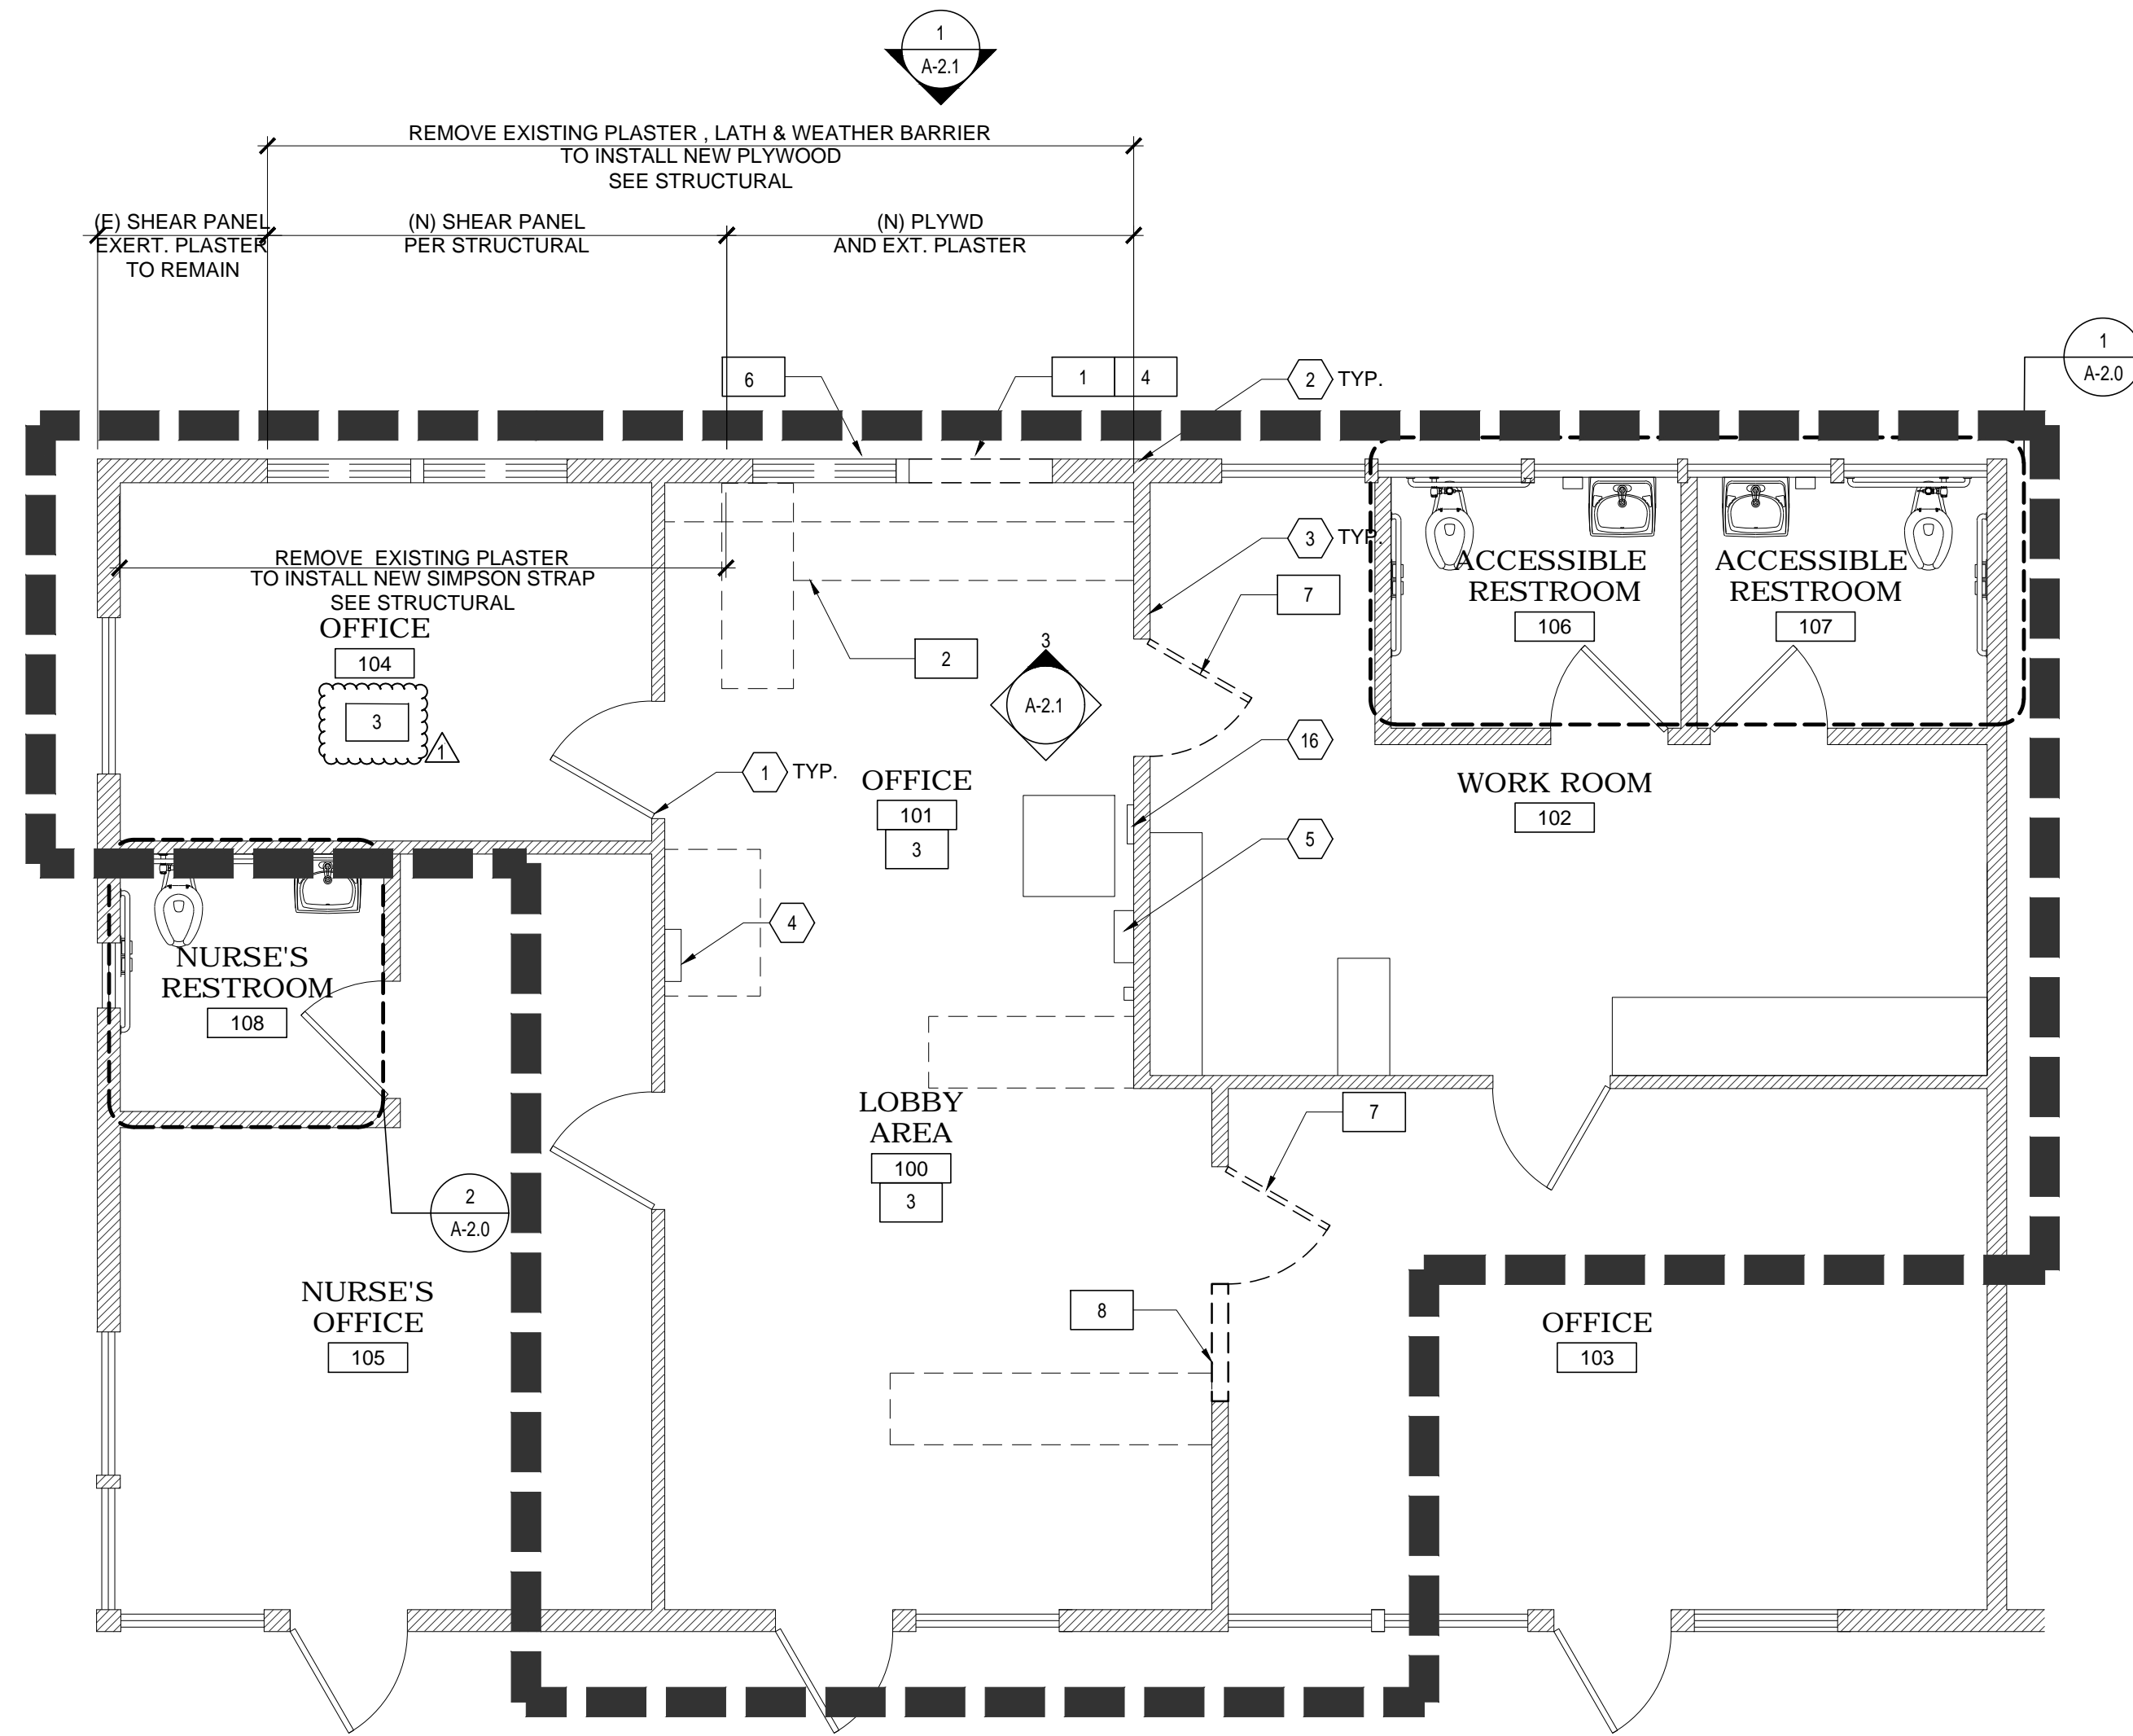 1
A-2.1
REMOVE EXISTING PLASTER , LATH & WEATHER BARRIER
TO INSTALL NEW PLYWOOD
SEE STRUCTURAL
(E) SHEAR PANEL
EXERT. PLASTER
TO REMAIN
(N) SHEAR PANEL
PER STRUCTURAL
(N) PLYWD
AND EXT. PLASTER
1
A-2.0
6
1 4
2 TYP.
3 TYP.
7
REMOVE EXISTING PLASTER
TO INSTALL NEW SIMPSON STRAP
SEE STRUCTURAL
OFFICE
104
3
1
2
3
A-2.1
ACCESSIBLE
RESTROOM
106
ACCESSIBLE
RESTROOM
107
1 TYP.
16
OFFICE
101
3
WORK ROOM
102
5
4
NURSE'S
RESTROOM
108
LOBBY
AREA
100
3
7
2
A-2.0
NURSE'S
OFFICE
105
8
OFFICE
103